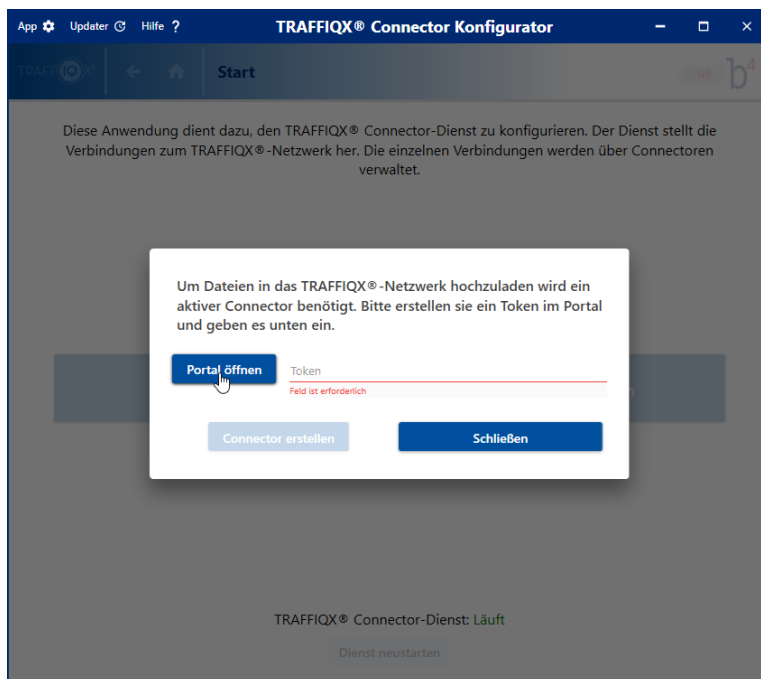 App Updater Hilfe ? TRAFFIQX® Connector Konfigurator
TRAFFIQX® Start b⁴
Diese Anwendung dient dazu, den TRAFFIQX® Connector-Dienst zu konfigurieren. Der Dienst stellt die
Verbindungen zum TRAFFIQX®-Netzwerk her. Die einzelnen Verbindungen werden über Connectoren
verwaltet.
Um Dateien in das TRAFFIQX®-Netzwerk hochzuladen wird ein
aktiver Connector benötigt. Bitte erstellen sie ein Token im Portal
und geben es unten ein.
Portal öffnen Token
Feld ist erforderlich
Connector erstellen Schließen
TRAFFIQX® Connector-Dienst: Läuft
Dienst neustarten